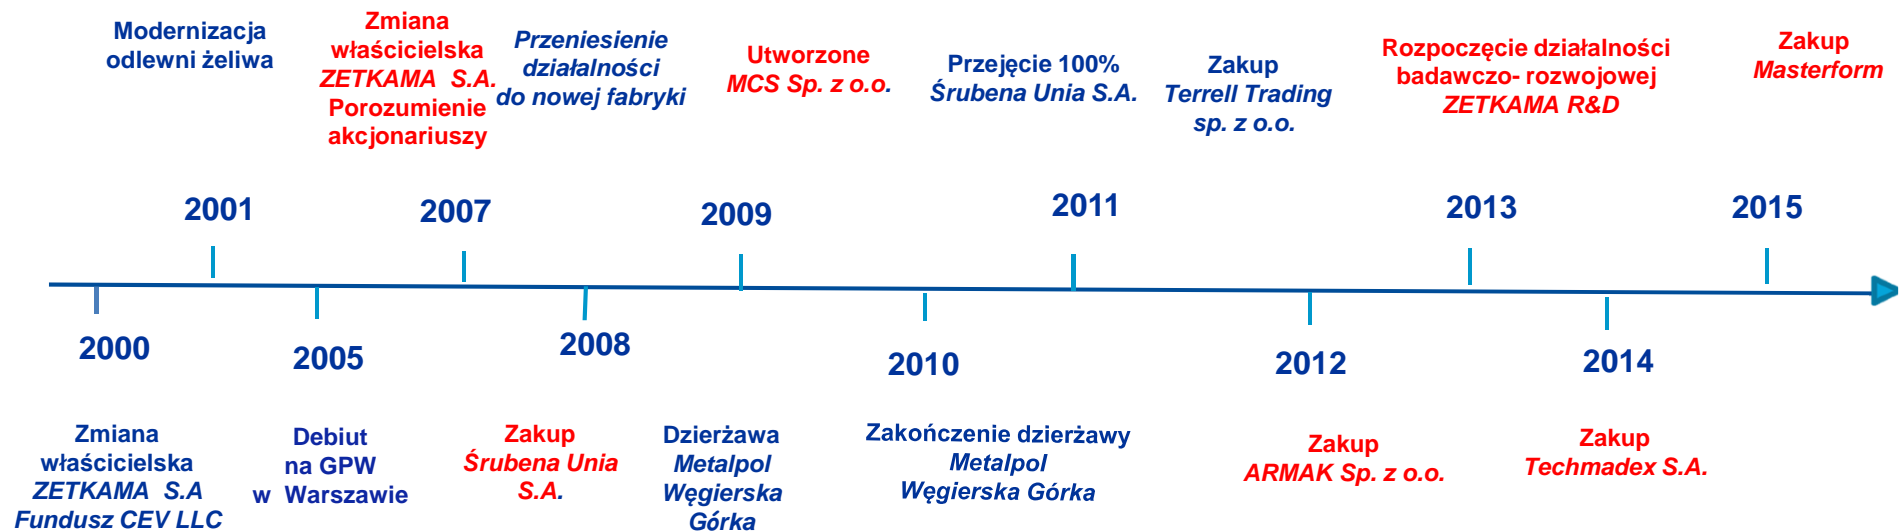 Modernizacja
odlewni żeliwa
Zmiana
właścicielska
ZETKAMA S.A.
Porozumienie
akcjonariuszy
Przeniesienie
działalności
do nowej fabryki
Utworzone
MCS Sp. z o.o.
Przejęcie 100%
Śrubena Unia S.A.
Zakup
Terrell Trading
sp. z o.o.
Rozpoczęcie działalności
badawczo- rozwojowej
ZETKAMA R&D
Zakup
Masterform
2001
2007
2009
2011
2013
2015
2000
2005
2008
2010
2012
2014
Zmiana
właścicielska
ZETKAMA S.A
Fundusz CEV LLC
Debiut
na GPW
w Warszawie
Zakup
Śrubena Unia
S.A.
Dzierżawa
Metalpol
Węgierska
Górka
Zakończenie dzierżawy
Metalpol
Węgierska Górka
Zakup
ARMAK Sp. z o.o.
Zakup
Techmadex S.A.